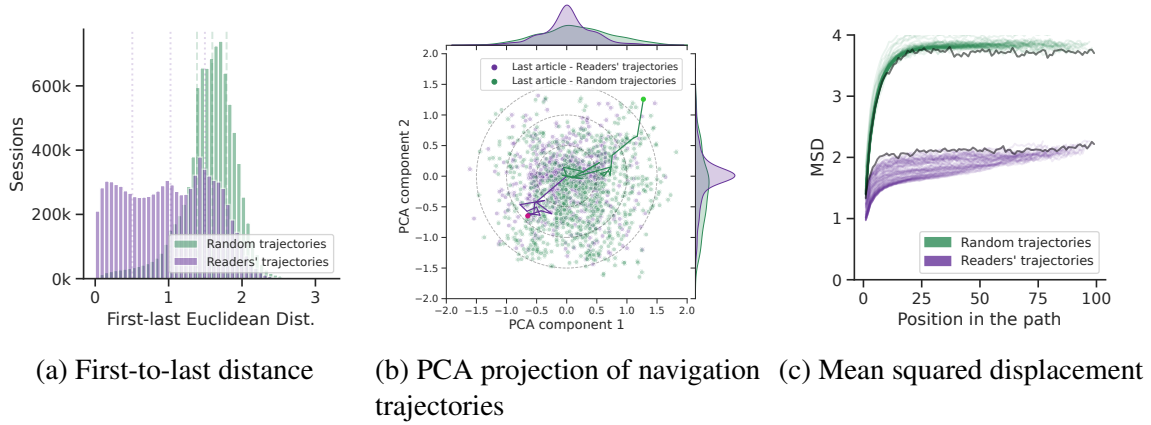 600k
400k
200k
0k
Sessions
Random trajectories
Readers' trajectories
0 1 2 3
First-last Euclidean Dist.
(a) First-to-last distance
2.0
1.5
1.0
0.5
0.0
−0.5
−1.0
−1.5
−2.0
PCA component 2
Last article - Readers' trajectories
Last article - Random trajectories
−2.0 −1.5 −1.0 −0.5 0.0 0.5 1.0 1.5 2.0
PCA component 1
(b) PCA projection of navigation
trajectories
4
3
2
1
0
MSD
Random trajectories
Readers' trajectories
0 25 50 75 100
Position in the path
(c) Mean squared displacement